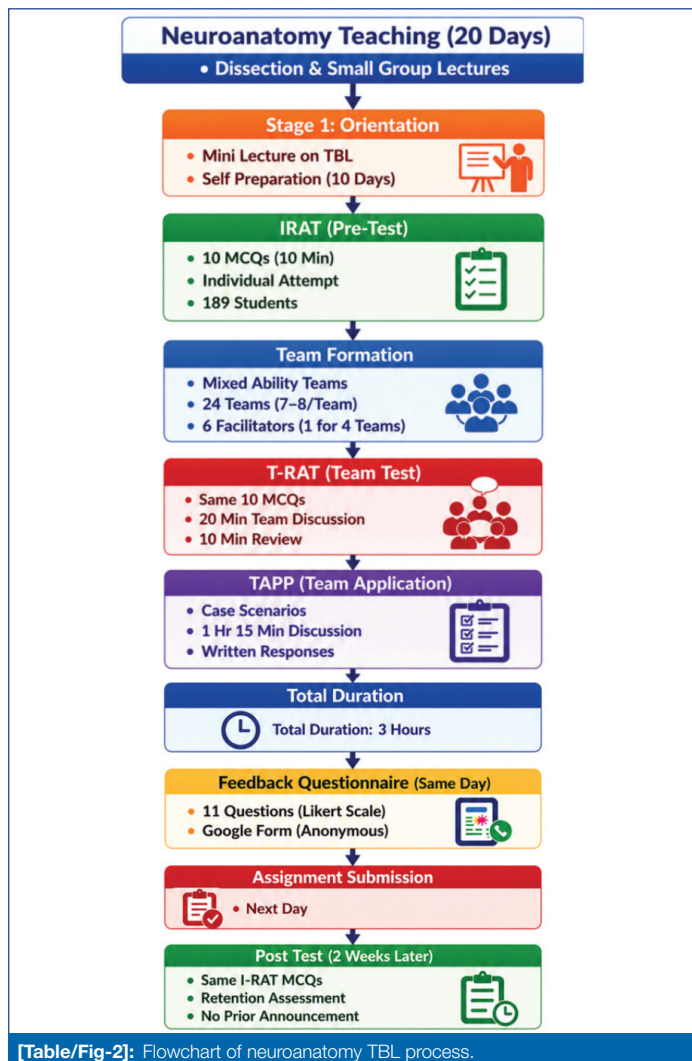 Neuroanatomy Teaching (20 Days)
• Dissection & Small Group Lectures
Stage 1: Orientation
• Mini Lecture on TBL
• Self Preparation (10 Days)
IRAT (Pre-Test)
• 10 MCQs (10 Min)
• Individual Attempt
• 189 Students
Team Formation
• Mixed Ability Teams
• 24 Teams (7–8/Team)
• 6 Facilitators (1 for 4 Teams)
T-RAT (Team Test)
• Same 10 MCQs
• 20 Min Team Discussion
• 10 Min Review
TAPP (Team Application)
• Case Scenarios
• 1 Hr 15 Min Discussion
• Written Responses
Total Duration
Total Duration: 3 Hours
Feedback Questionnaire (Same Day)
• 11 Questions (Likert Scale)
• Google Form (Anonymous)
Assignment Submission
• Next Day
Post Test (2 Weeks Later)
• Same I-RAT MCQs
• Retention Assessment
• No Prior Announcement
[Table/Fig-2]: Flowchart of neuroanatomy TBL process.